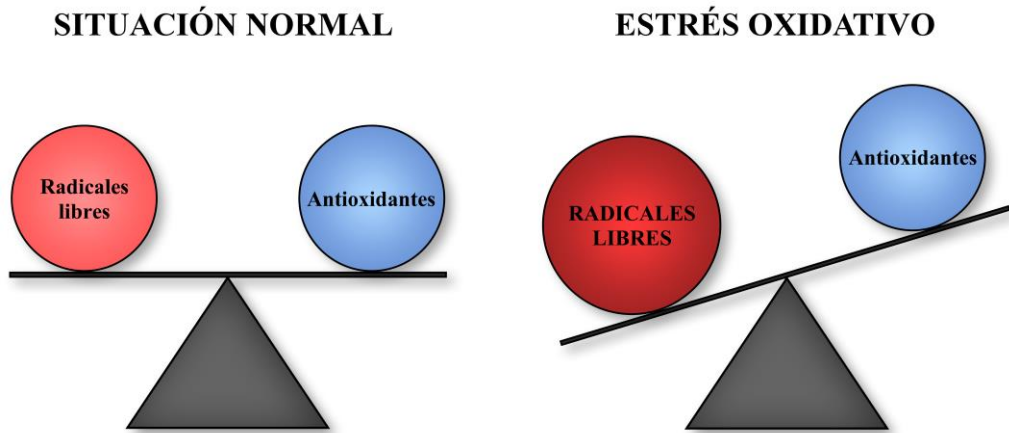 SITUACIÓN NORMAL
Radicales
libres
Antioxidantes
ESTRÉS OXIDATIVO
RADICALES
LIBRES
Antioxidantes